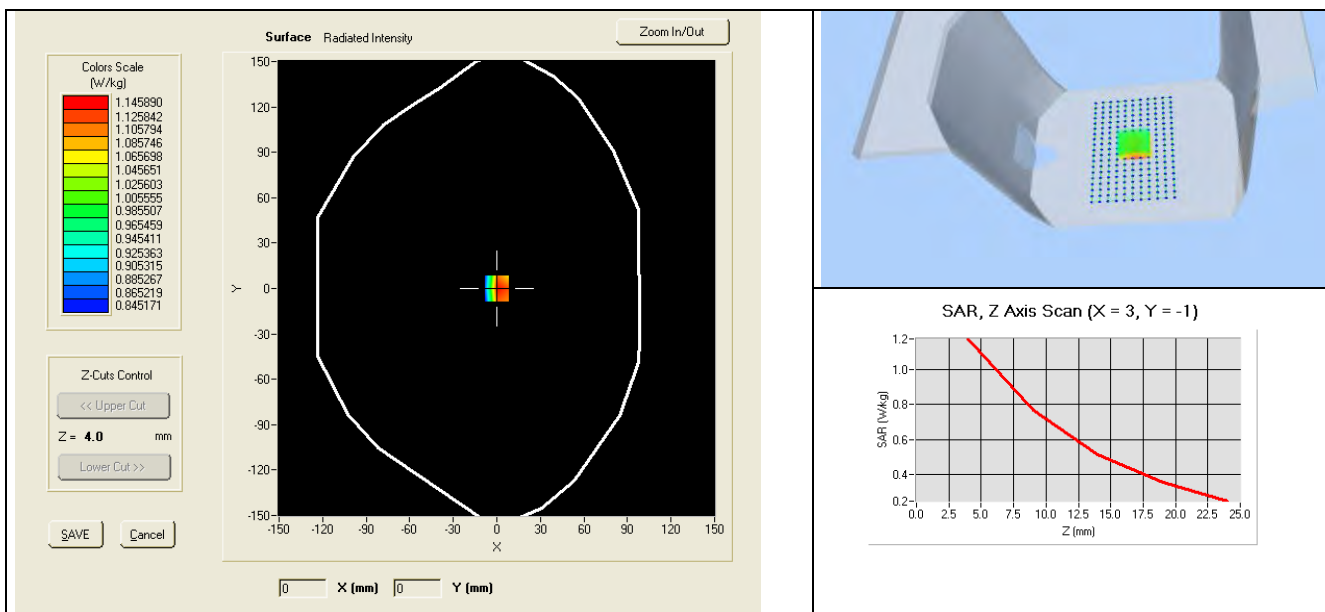 Surface Radiated Intensity
Zoom In/Out
Colors Scale
(W/kg)
1.145890
1.125842
1.105794
1.085746
1.065698
1.045651
1.025603
1.005555
0.985507
0.965459
0.945411
0.925363
0.905315
0.885267
0.865219
0.845171
Z-Cuts Control
<< Upper Cut
Z = 4.0 mm
Lower Cut >>
SAVE Cancel
150
120
90
60
30
0
-30
-60
-90
-120
-150
Y
-150 -120 -90 -60 -30 0 30 60 90 120 150
X
0 X (mm) 0 Y (mm)
SAR, Z Axis Scan (X = 3, Y = -1)
1.2
1.0
0.8
0.6
0.4
0.2
SAR (W/kg)
0.0 2.5 5.0 7.5 10.0 12.5 15.0 17.5 20.0 22.5 25.0
Z (mm)